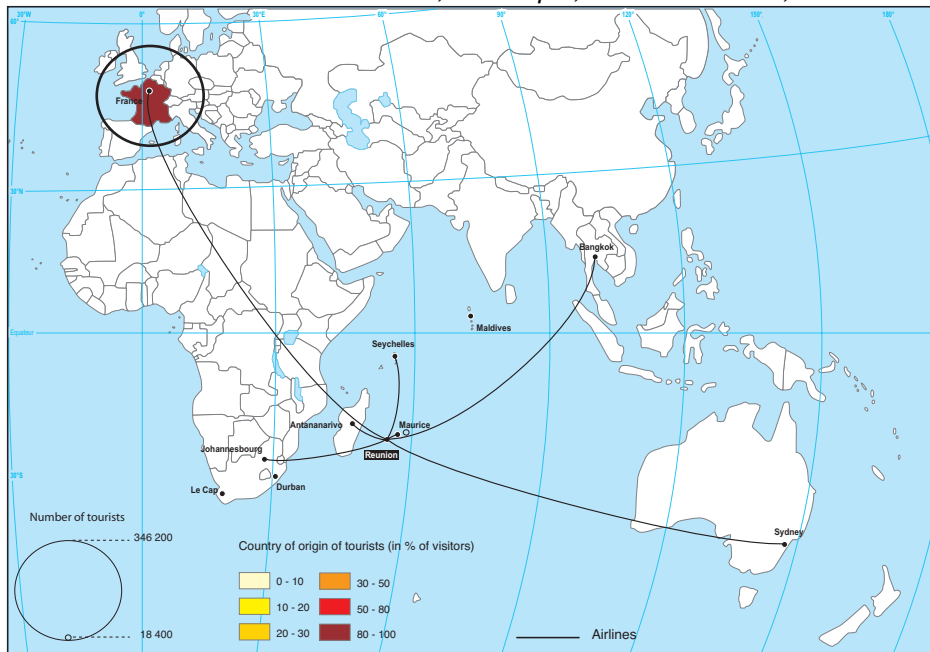 30°W
0°
30°E
60°E
90°
120°
150°
180°
60°
France
30°N
Bangkok
Maldives
Équateur
Seychelles
Antananarivo
Maurice
Johannesbourg
Reunion
Durban
Le Cap
30°S
Sydney
Number of tourists
346 200
18 400
Country of origin of tourists (in % of visitors)
0 - 10
30 - 50
10 - 20
50 - 80
20 - 30
80 - 100
Airlines